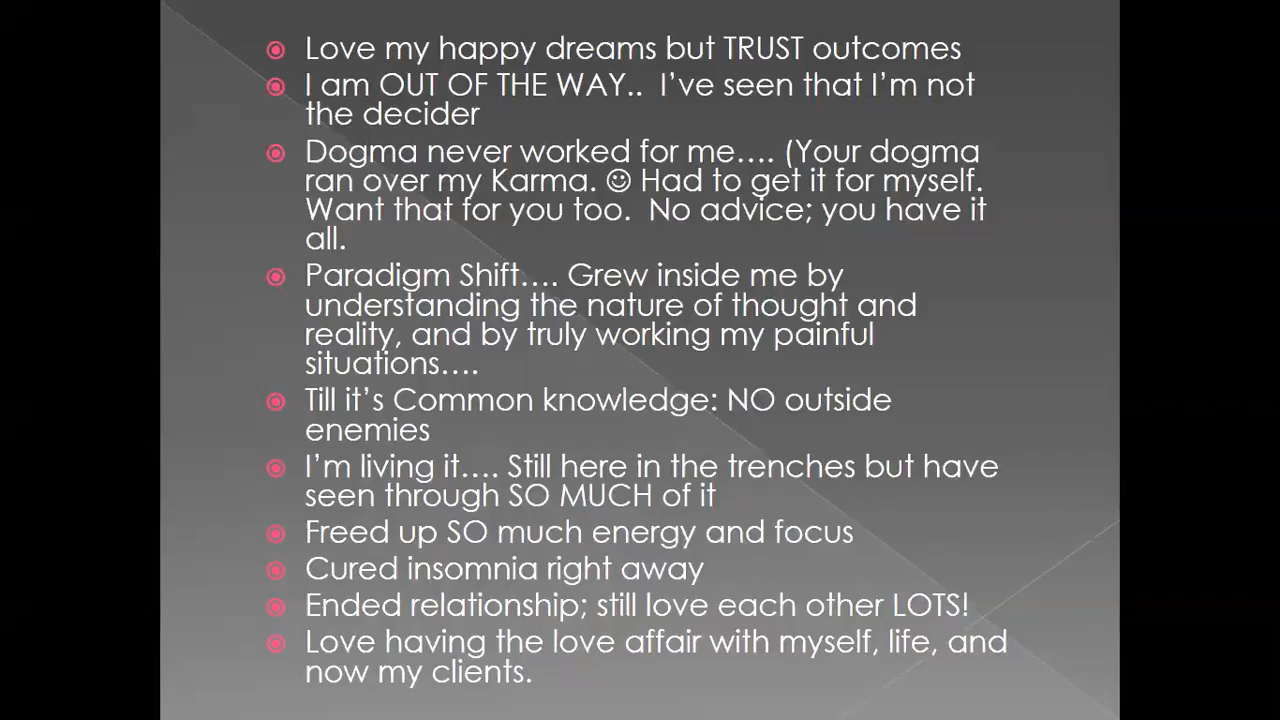 Love my happy dreams but TRUST outcomes
I am OUT OF THE WAY..  I've seen that I'm not
the decider
Dogma never worked for me…. (Your dogma
ran over my Karma. ☺ Had to get it for myself.
Want that for you too.  No advice; you have it
all.
Paradigm Shift…. Grew inside me by
understanding the nature of thought and
reality, and by truly working my painful
situations….
Till it's Common knowledge: NO outside
enemies
I'm living it…. Still here in the trenches but have
seen through SO MUCH of it
Freed up SO much energy and focus
Cured insomnia right away
Ended relationship; still love each other LOTS!
Love having the love affair with myself, life, and
now my clients.